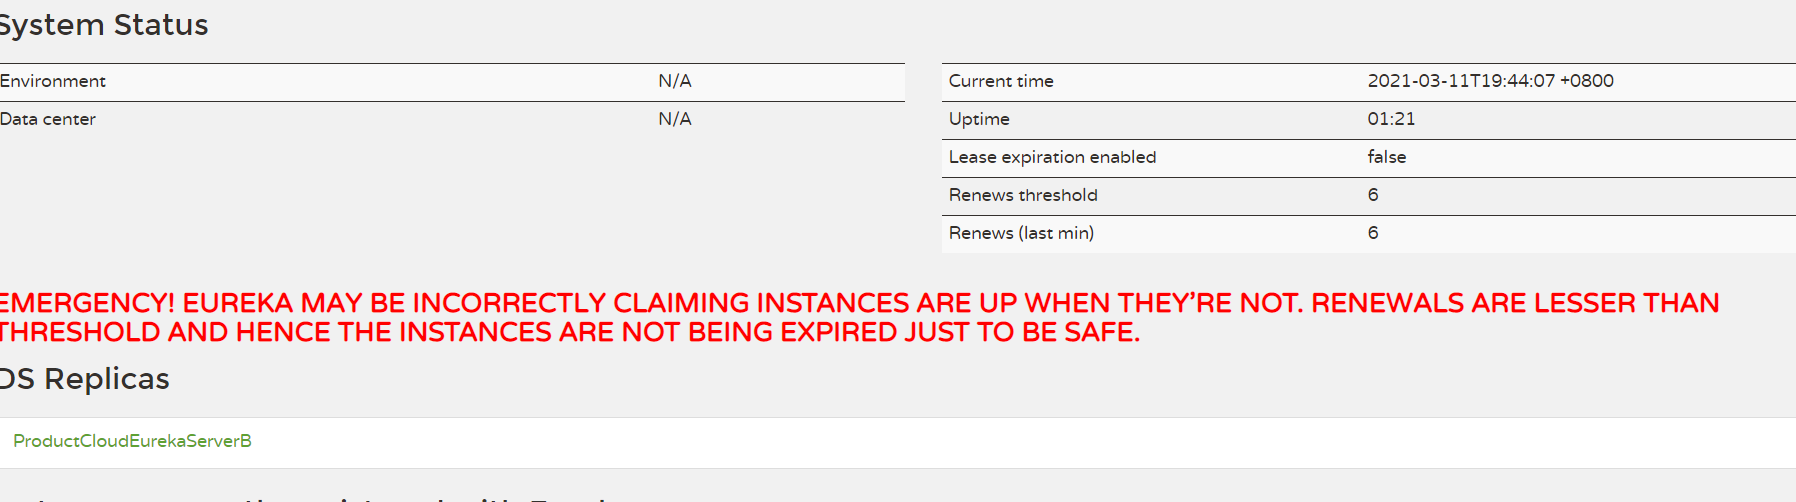 System Status
Environment N/A
Data center N/A
Current time 2021-03-11T19:44:07 +0800
Uptime 01:21
Lease expiration enabled false
Renews threshold 6
Renews (last min) 6
EMERGENCY! EUREKA MAY BE INCORRECTLY CLAIMING INSTANCES ARE UP WHEN THEY’RE NOT. RENEWALS ARE LESSER THAN
THRESHOLD AND HENCE THE INSTANCES ARE NOT BEING EXPIRED JUST TO BE SAFE.
DS Replicas
ProductCloudEurekaServerB